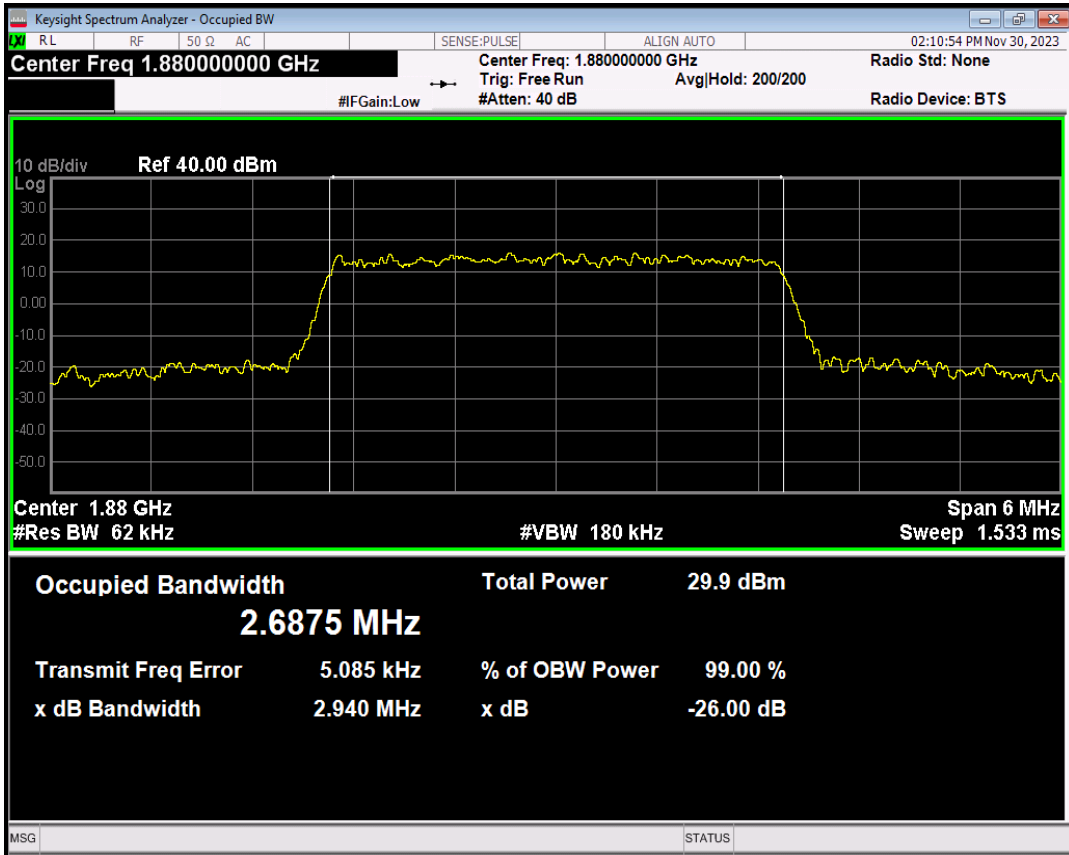 Keysight Spectrum Analyzer - Occupied BW
LXI RL RF 50 Ω AC SENSE:PULSE ALIGN AUTO 02:10:54 PM Nov 30, 2023
Center Freq 1.880000000 GHz Center Freq: 1.880000000 GHz Radio Std: None
Trig: Free Run Avg|Hold: 200/200
#IFGain:Low #Atten: 40 dB Radio Device: BTS
10 dB/div Ref 40.00 dBm
Log
30.0
20.0
10.0
0.00
-10.0
-20.0
-30.0
-40.0
-50.0
Center 1.88 GHz Span 6 MHz
#Res BW 62 kHz #VBW 180 kHz Sweep 1.533 ms
Occupied Bandwidth Total Power 29.9 dBm
2.6875 MHz
Transmit Freq Error 5.085 kHz % of OBW Power 99.00 %
x dB Bandwidth 2.940 MHz x dB -26.00 dB
MSG STATUS